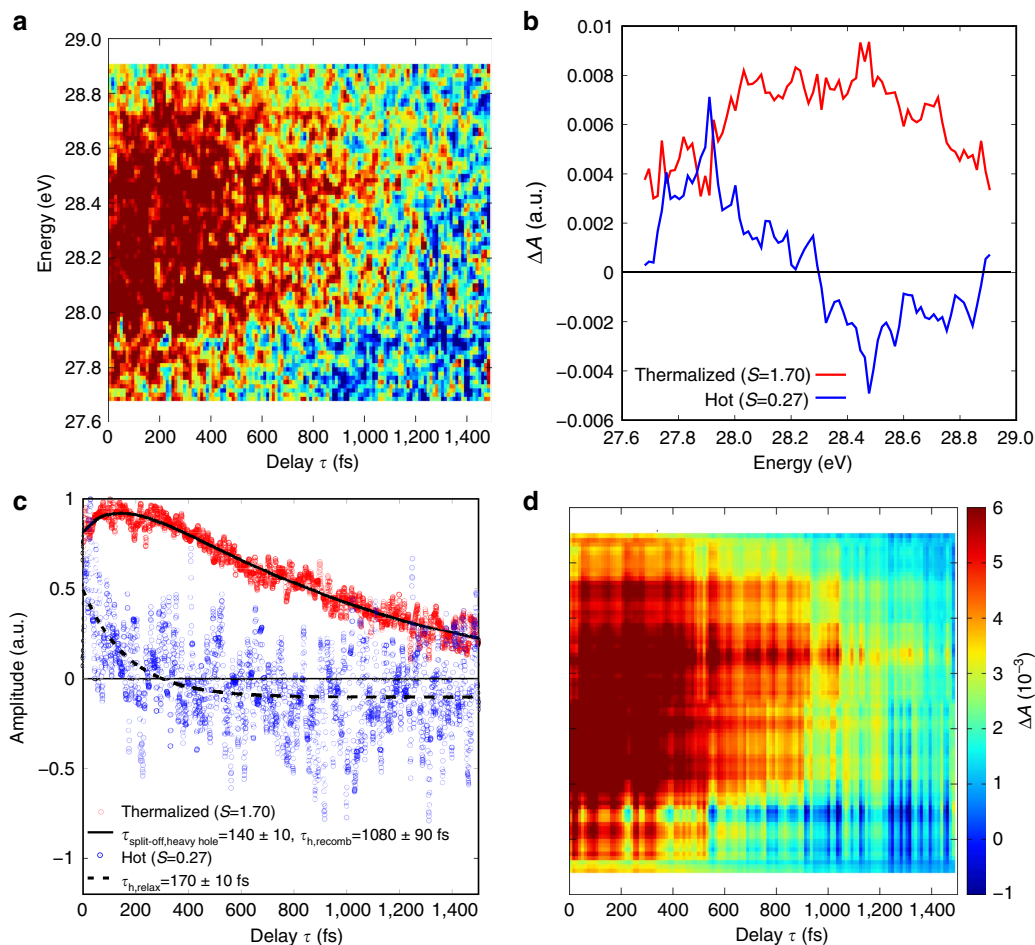 a
29.0
28.8
28.6
28.4
28.2
28.0
27.8
27.6
Energy (eV)
0 200 400 600 800 1,000 1,200 1,400
Delay τ (fs)
b
0.01
0.008
0.006
0.004
0.002
0
−0.002
−0.004
−0.006
ΔA (a.u.)
Thermalized (S=1.70)
Hot (S=0.27)
27.6 27.8 28.0 28.2 28.4 28.6 28.8 29.0
Energy (eV)
c
1
0.5
0
−0.5
−1
Amplitude (a.u.)
Thermalized (S=1.70)
τsplit-off,heavy hole=140 ± 10, τh,recomb=1080 ± 90 fs
Hot (S=0.27)
τh,relax=170 ± 10 fs
0 200 400 600 800 1,000 1,200 1,400
Delay τ (fs)
d
6
5
4
3
2
1
0
−1
ΔA (10−3)
0 200 400 600 800 1,000 1,200 1,400
Delay τ (fs)